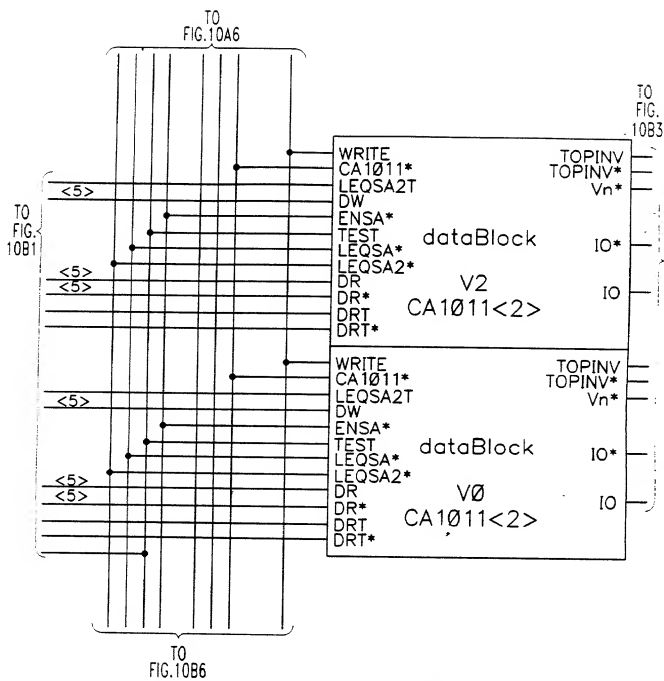 TO
FIG.10A6
TO
FIG.
10B3
WRITE
CA1Ø11*
LEQSA2T
DW
ENSA*
TEST
LEQSA*
LEQSA2*
DR
DR*
DRT
DRT*
dataBlock
V2
CA1Ø11<2>
TOPINV
TOPINV*
Vn*
IO*
IO
<5>
<5>
<5>
TO
FIG.
10B1
WRITE
CA1Ø11*
LEQSA2T
DW
ENSA*
TEST
LEQSA*
LEQSA2*
DR
DR*
DRT
DRT*
dataBlock
VØ
CA1Ø11<2>
TOPINV
TOPINV*
Vn*
IO*
IO
<5>
<5>
<5>
TO
FIG.10B6